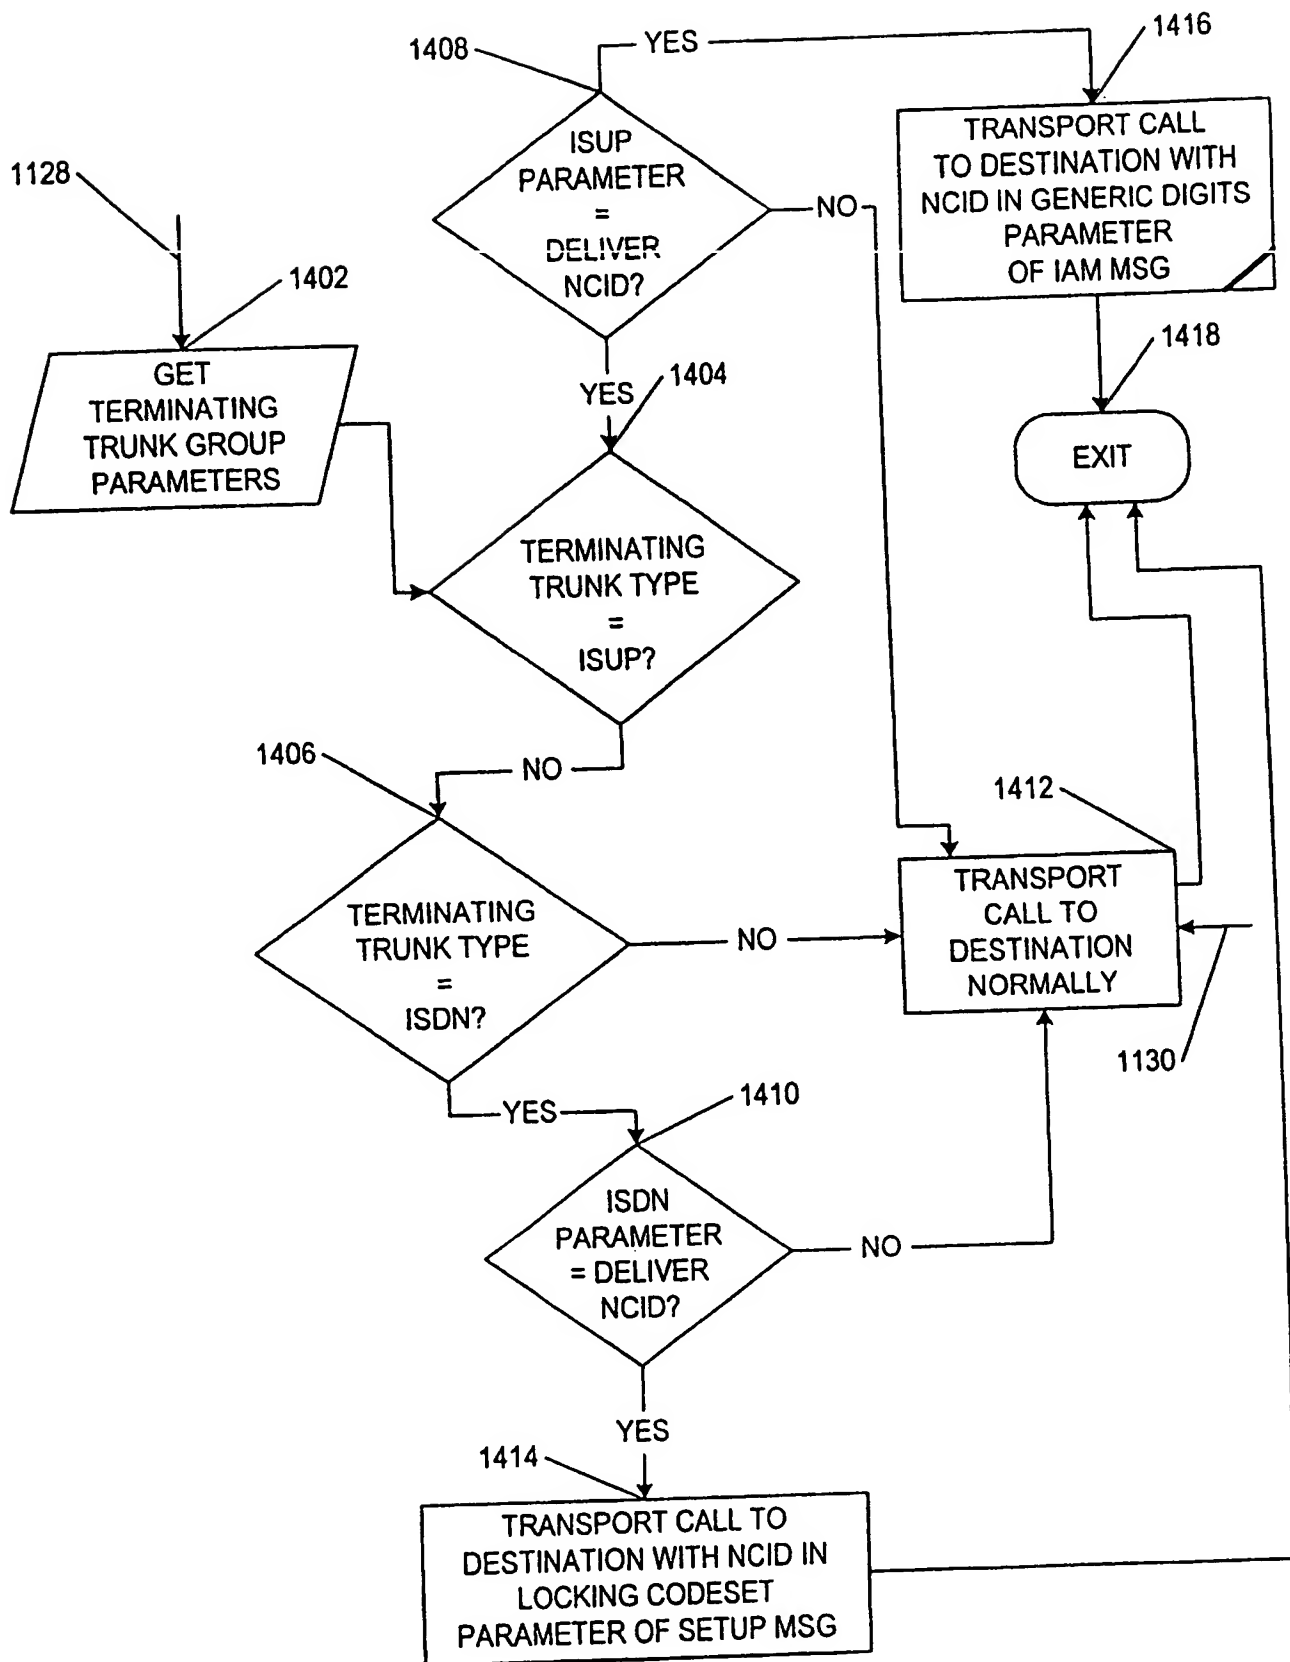 1408
YES
1416
ISUP
PARAMETER
=
DELIVER
NCID?
NO
TRANSPORT CALL
TO DESTINATION WITH
NCID IN GENERIC DIGITS
PARAMETER
OF IAM MSG
1128
1402
GET
TERMINATING
TRUNK GROUP
PARAMETERS
YES
1404
1418
EXIT
TERMINATING
TRUNK TYPE
=
ISUP?
NO
1406
1412
TERMINATING
TRUNK TYPE
=
ISDN?
NO
TRANSPORT
CALL TO
DESTINATION
NORMALLY
1130
YES
1410
ISDN
PARAMETER
= DELIVER
NCID?
NO
YES
1414
TRANSPORT CALL TO
DESTINATION WITH NCID IN
LOCKING CODESET
PARAMETER OF SETUP MSG